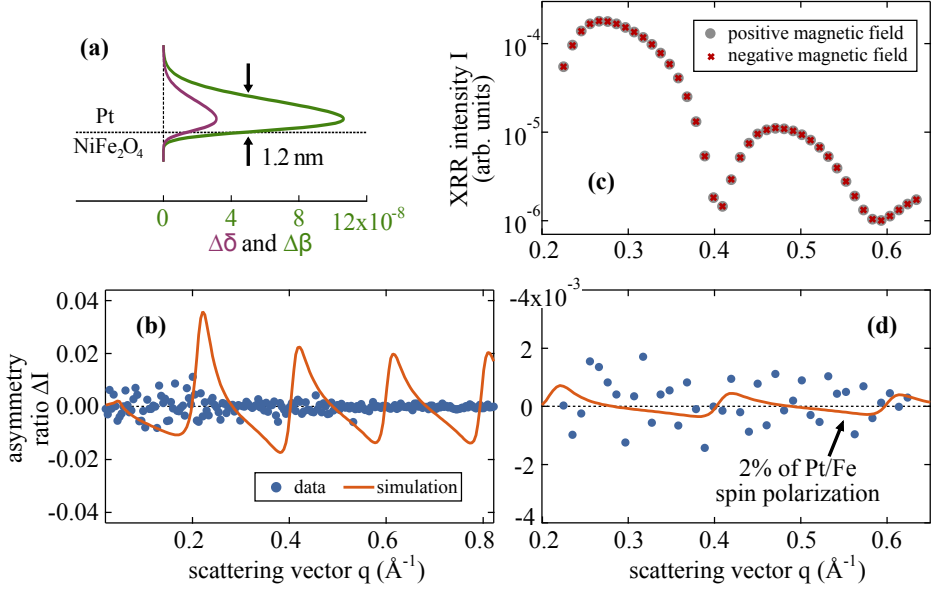 (a)
Pt
NiFe₂O₄
1.2 nm
0 4 8 12x10⁻⁸
Δδ and Δβ
XRR intensity I
(arb. units)
10⁻⁴
10⁻⁵
10⁻⁶
positive magnetic field
negative magnetic field
(c)
0.2 0.3 0.4 0.5 0.6
asymmetry
ratio ΔI
0.04
0.02
0.00
-0.02
-0.04
(b)
data simulation
0.2 0.4 0.6 0.8
scattering vector q (Å⁻¹)
-4x10⁻³
2
0
-2
-4
(d)
2% of Pt/Fe
spin polarization
0.2 0.3 0.4 0.5 0.6
scattering vector q (Å⁻¹)